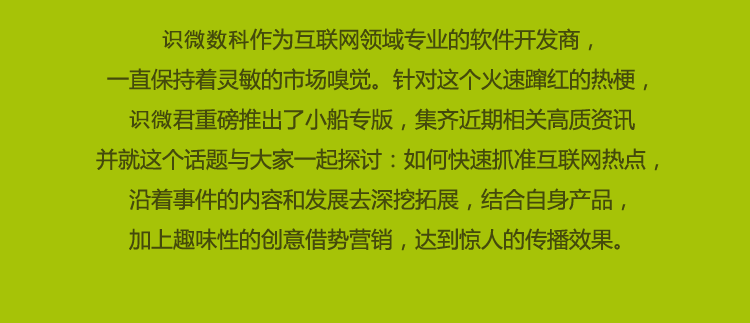 识微数科作为互联网领域专业的软件开发商，
一直保持着灵敏的市场嗅觉。针对这个火速蹿红的热梗，
识微君重磅推出了小船专版，集齐近期相关高质资讯
并就这个话题与大家一起探讨：如何快速抓准互联网热点，
沿着事件的内容和发展去深挖拓展，结合自身产品，
加上趣味性的创意借势营销，达到惊人的传播效果。